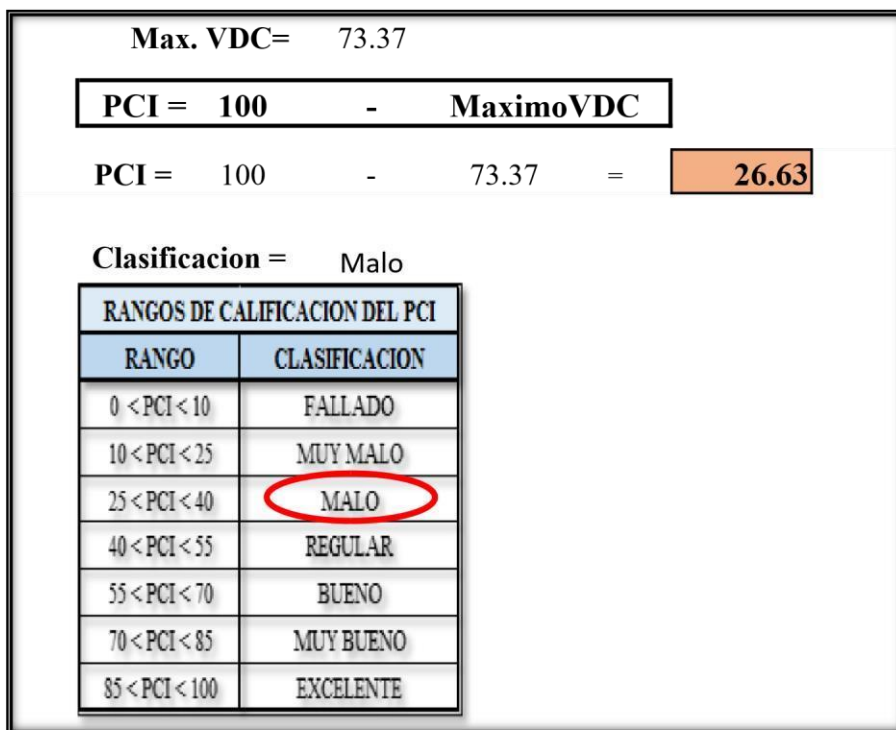 Max. VDC= 73.37
PCI = 100 - MaximoVDC
PCI = 100 - 73.37 = 26.63
Clasificacion = Malo
RANGOS DE CALIFICACION DEL PCI
RANGO CLASIFICACION
0 < PCI < 10 FALLADO
10 < PCI < 25 MUY MALO
25 < PCI < 40 MALO
40 < PCI < 55 REGULAR
55 < PCI < 70 BUENO
70 < PCI < 85 MUY BUENO
85 < PCI < 100 EXCELENTE